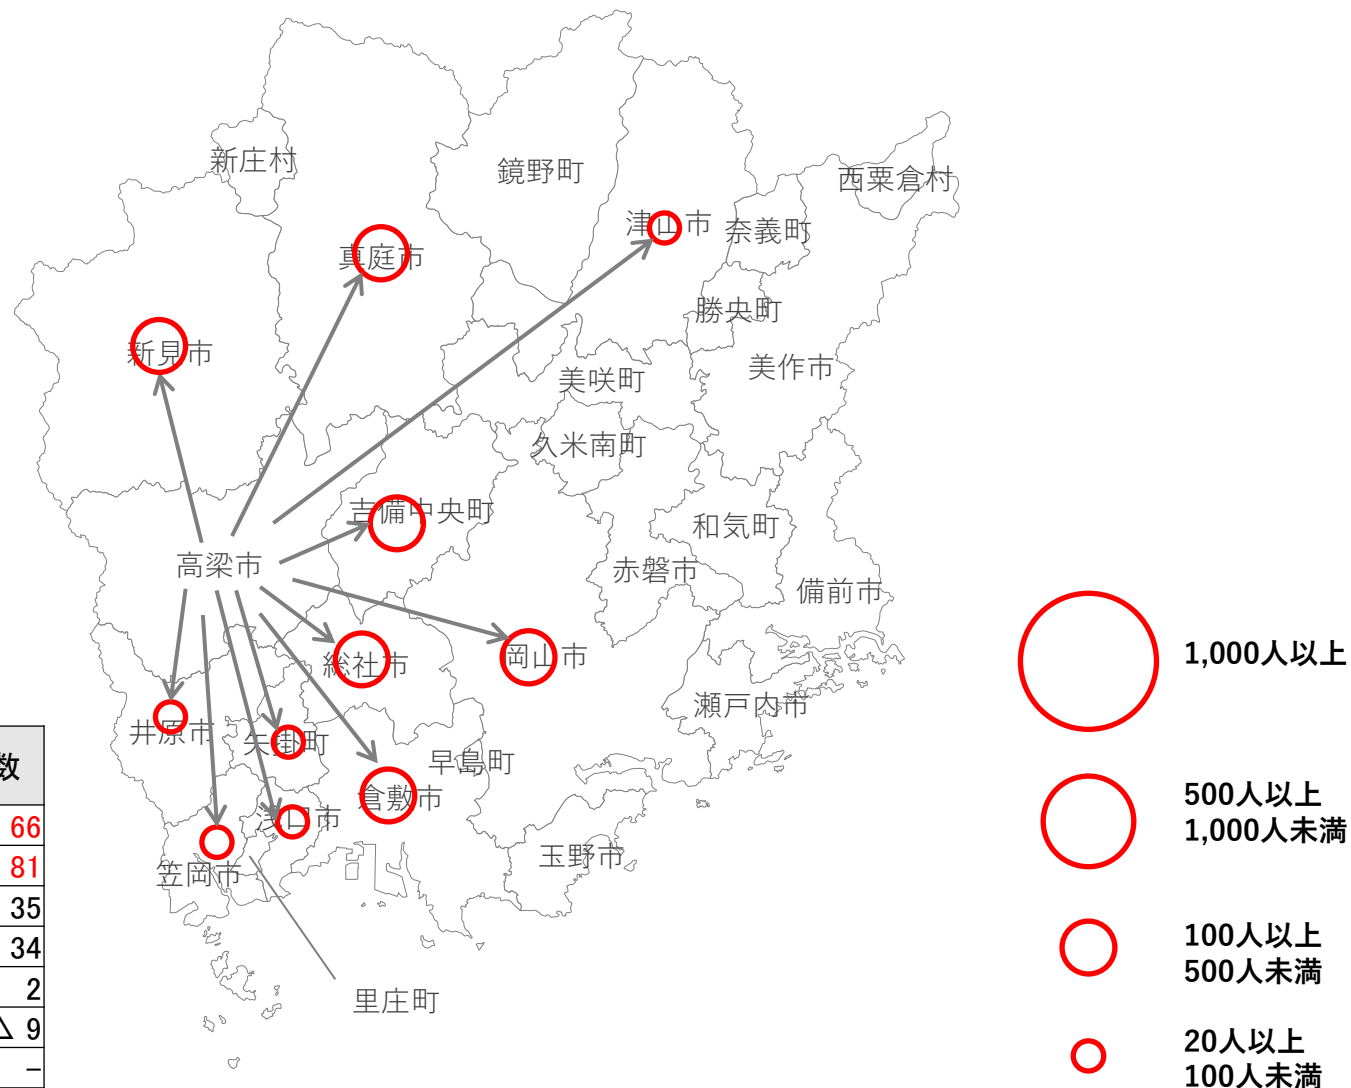 新庄村
鏡野町
西粟倉村
津山市
奈義町
真庭市
勝央町
新見市
美作市
美咲町
久米南町
吉備中央町
和気町
高梁市
赤磐市
備前市
総社市
岡山市
瀬戸内市
井原市
矢掛町
早島町
倉敷市
浅口市
玉野市
笠岡市
里庄町
1,000人以上
500人以上
1,000人未満
100人以上
500人未満
20人以上
100人未満
数
66
81
35
34
2
△ 9
−